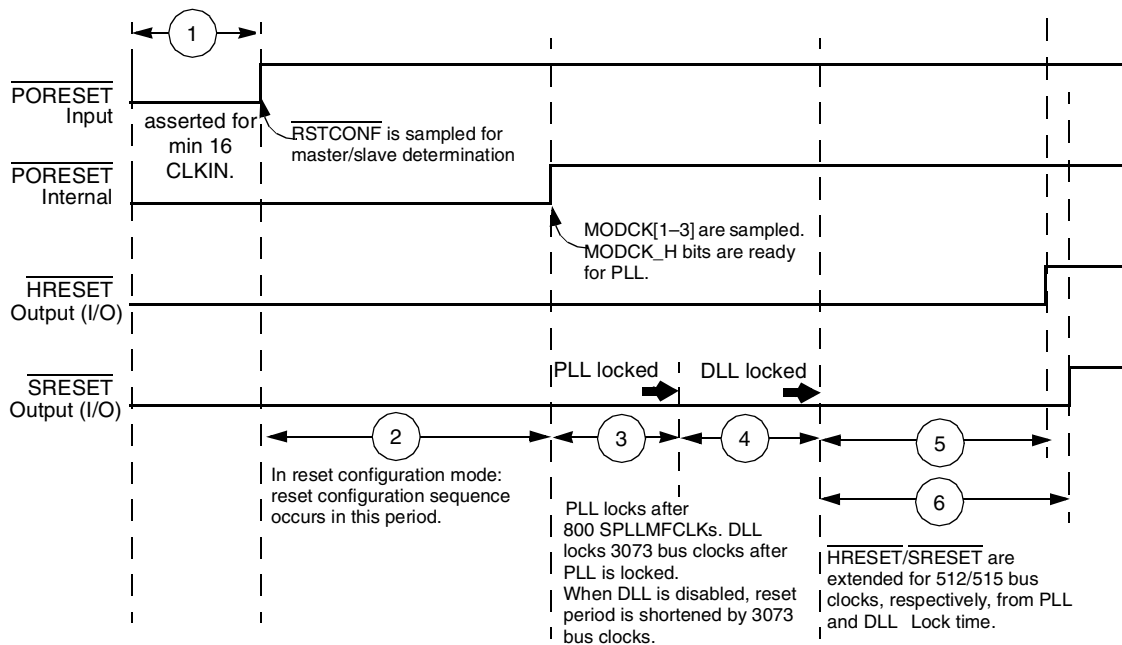 1
PORESET
Input
asserted for
min 16
CLKIN.
RSTCONF is sampled for
master/slave determination
PORESET
Internal
MODCK[1–3] are sampled.
MODCK_H bits are ready
for PLL.
HRESET
Output (I/O)
PLL locked
DLL locked
SRESET
Output (I/O)
2
3
4
5
6
In reset configuration mode:
reset configuration sequence
occurs in this period.
PLL locks after
800 SPLLMFCLKs. DLL
locks 3073 bus clocks after
PLL is locked.
When DLL is disabled, reset
period is shortened by 3073
bus clocks.
HRESET/SRESET are
extended for 512/515 bus
clocks, respectively, from PLL
and DLL Lock time.